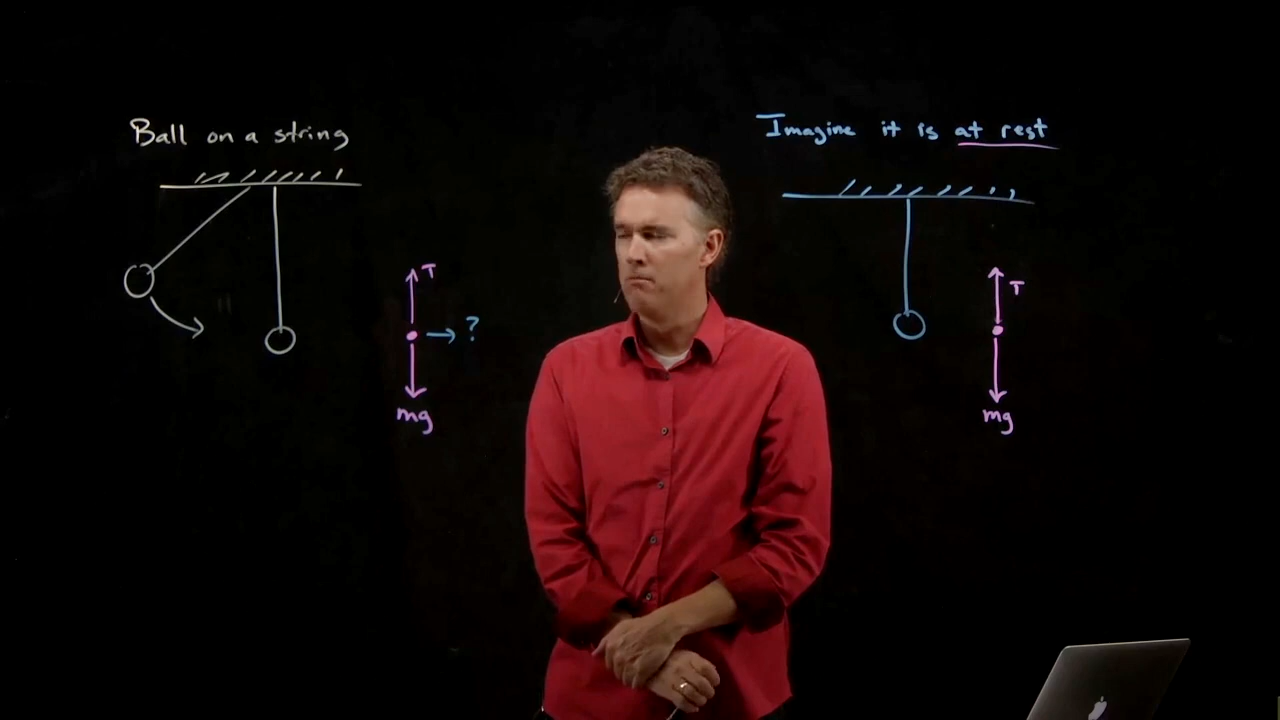 Ball on a string
T
?
mg
Imagine it is at rest
T
mg